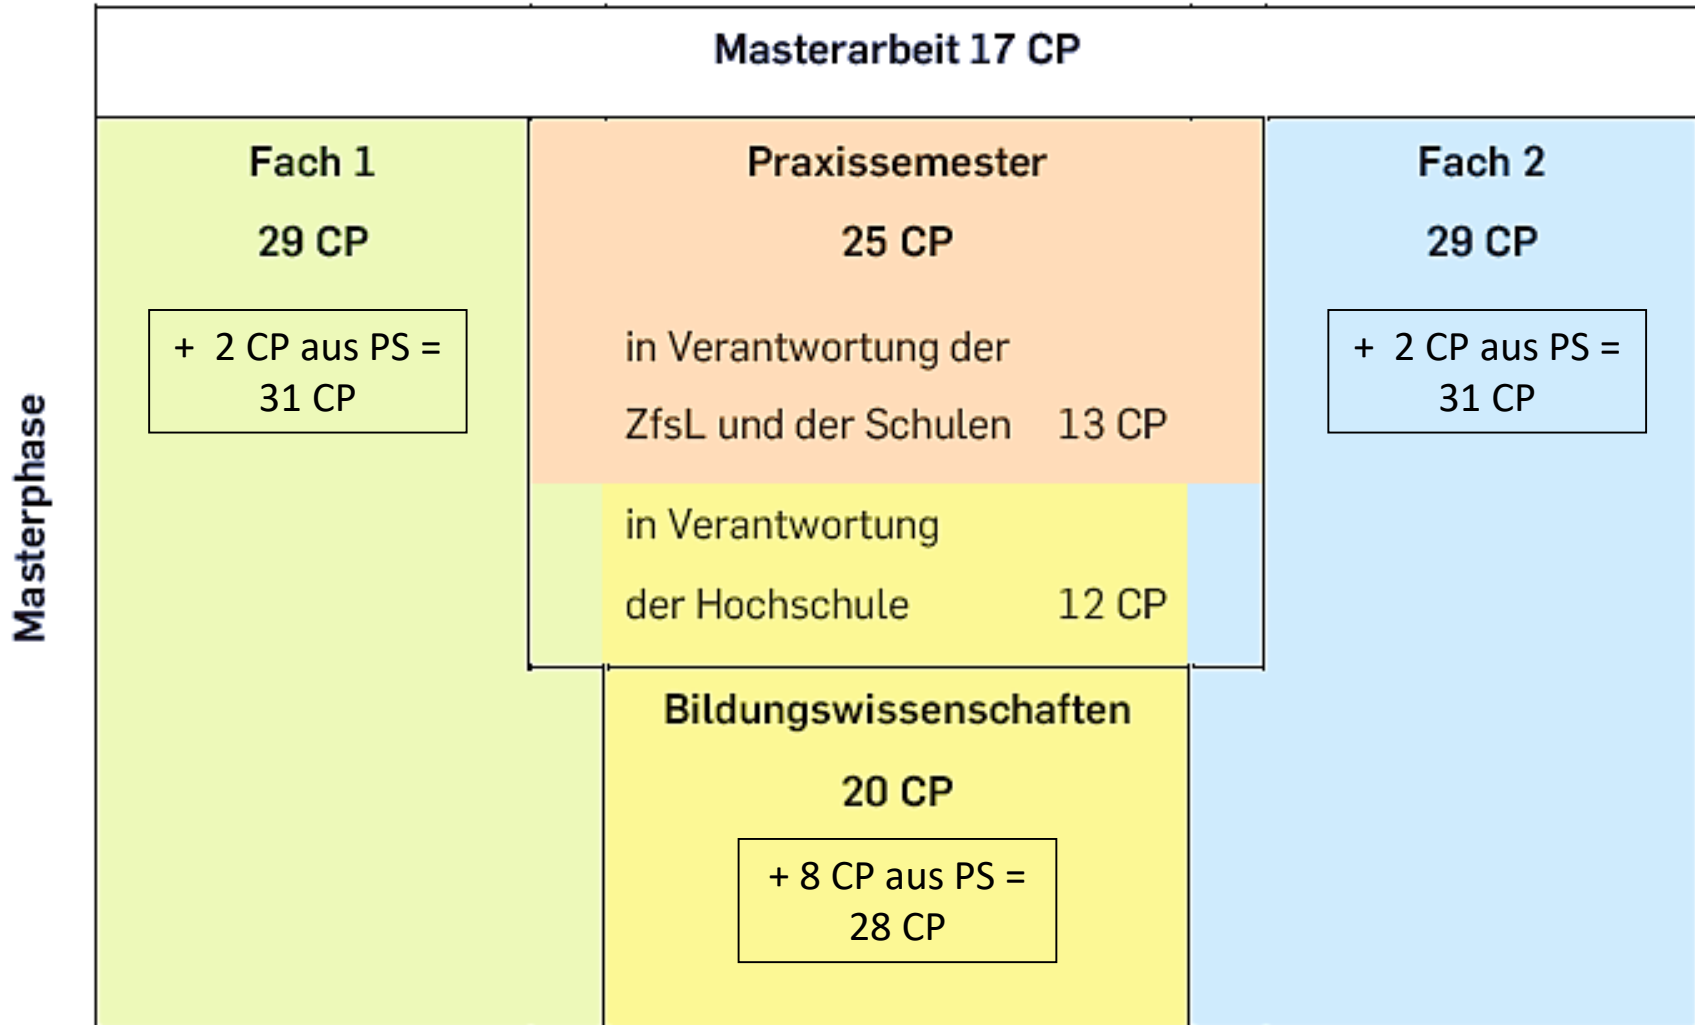 Masterarbeit 17 CP
Masterphase
Fach 1
29 CP
+ 2 CP aus PS =
31 CP
Praxissemester
25 CP
in Verantwortung der
ZfsL und der Schulen 13 CP
in Verantwortung
der Hochschule 12 CP
Bildungswissenschaften
20 CP
+ 8 CP aus PS =
28 CP
Fach 2
29 CP
+ 2 CP aus PS =
31 CP